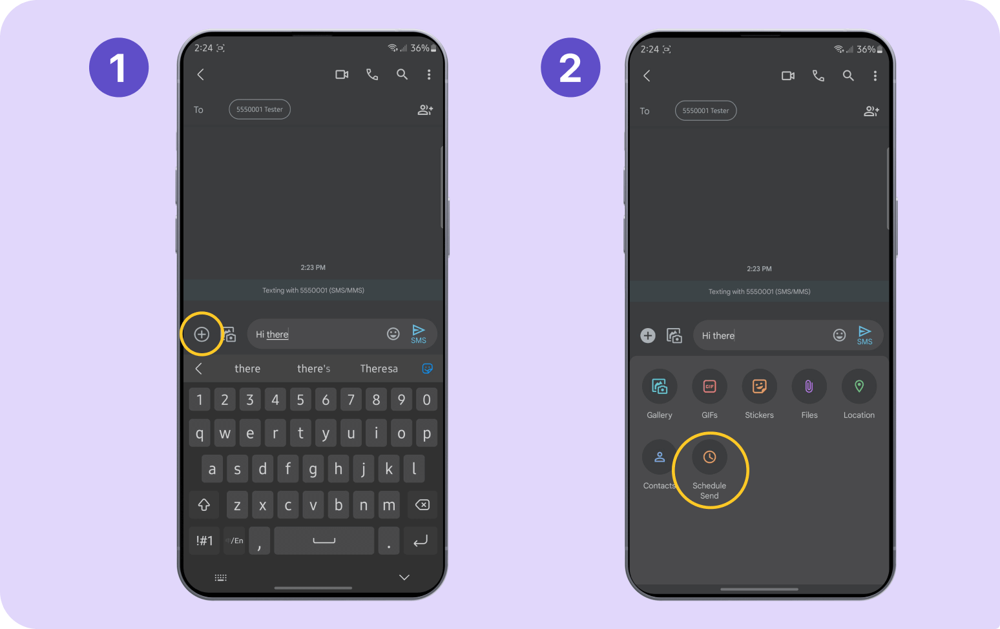 1
2:24
36%
To
5550001 Tester
2:23 PM
Texting with 5550001 (SMS/MMS)
Hi there
SMS
there there's Theresa
1 2 3 4 5 6 7 8 9 0
q w e r t y u i o p
a s d f g h j k l
z x c v b n m
!#1 /En , .
2
2:24
36%
To
5550001 Tester
2:23 PM
Texting with 5550001 (SMS/MMS)
Hi there
SMS
GIF
Gallery GIFs Stickers Files Location
Contacts Schedule
Send